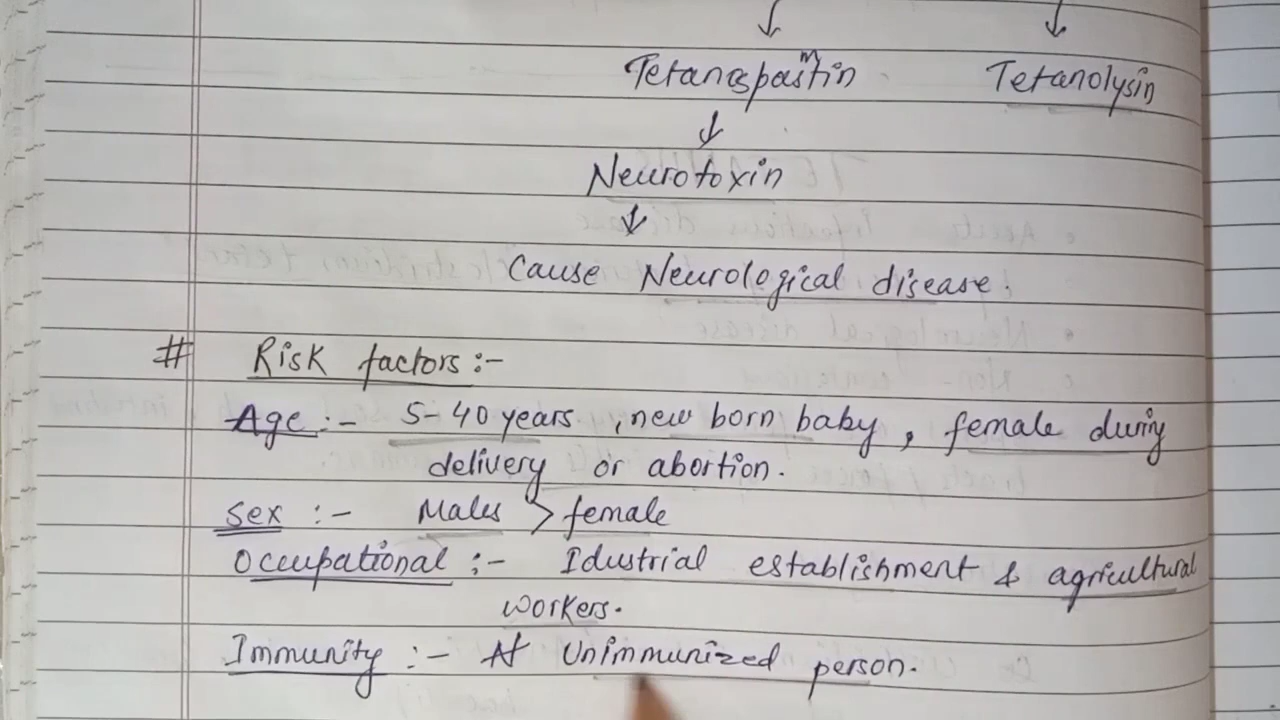 ↓ ↓
Tetanospasmtin Tetanolysin
↓
Neurotoxin
↓
Cause Neurological disease.
# Risk factors :-
Age :- 5-40 years , new born baby , female during
delivery or abortion.
Sex :- Males > female
Occupational :- Idustrial establishment & agricultural
workers.
Immunity :- At Unimmunized person.